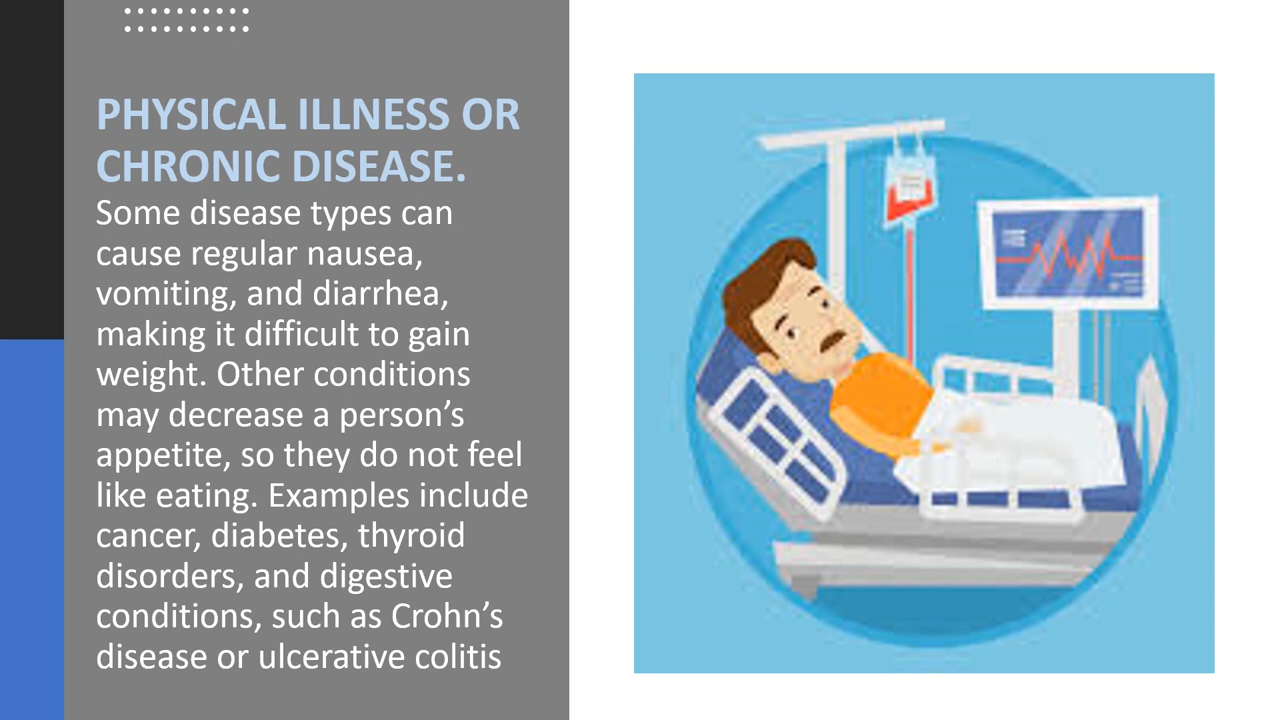 PHYSICAL ILLNESS OR
CHRONIC DISEASE.
Some disease types can
cause regular nausea,
vomiting, and diarrhea,
making it difficult to gain
weight. Other conditions
may decrease a person’s
appetite, so they do not feel
like eating. Examples include
cancer, diabetes, thyroid
disorders, and digestive
conditions, such as Crohn’s
disease or ulcerative colitis